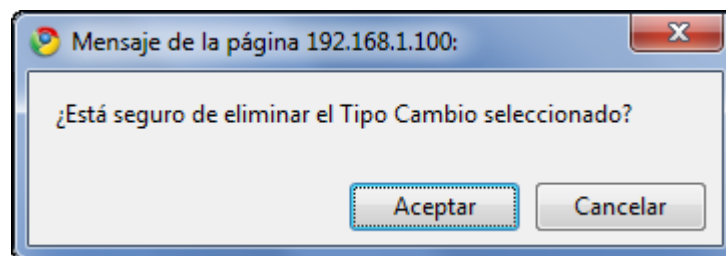 Mensaje de la página 192.168.1.100:
¿Está seguro de eliminar el Tipo Cambio seleccionado?
Aceptar Cancelar